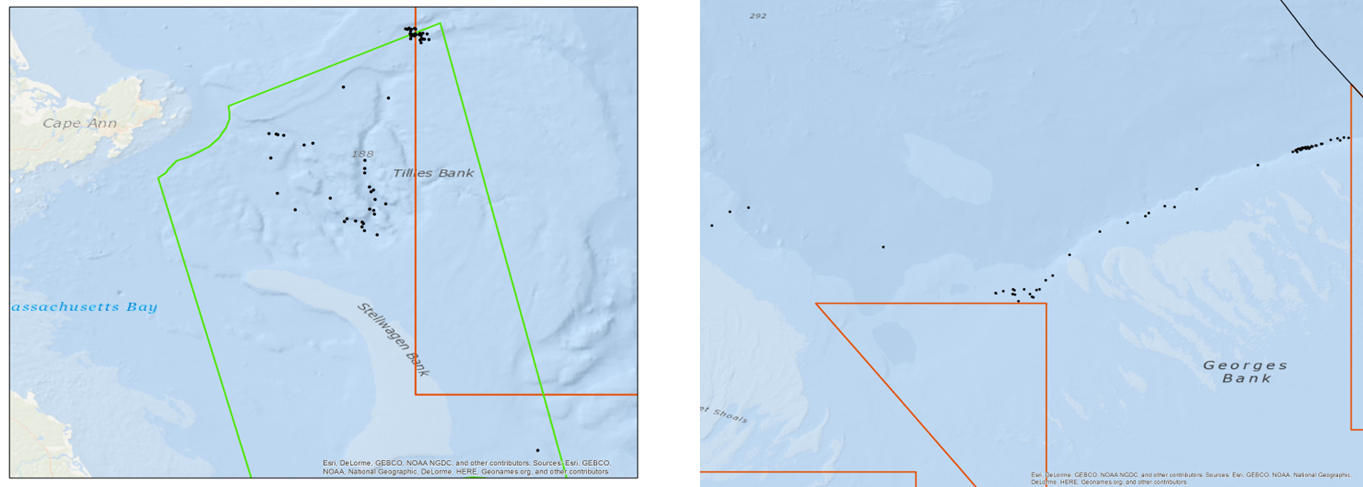 Cape Ann
188
Tillies Bank
assachusetts Bay
Stellwagen Bank
Esri, DeLorme, GEBCO, NOAA NGDC, and other contributors; Sources: Esri, GEBCO,
NOAA, National Geographic, DeLorme, HERE, Geonames.org, and other contributors
292
Georges
Bank
et Shoals
Esri, DeLorme, GEBCO, NOAA NGDC, and other contributors; Sources: Esri, GEBCO, NOAA, National Geographic,
DeLorme, HERE, Geonames.org, and other contributors